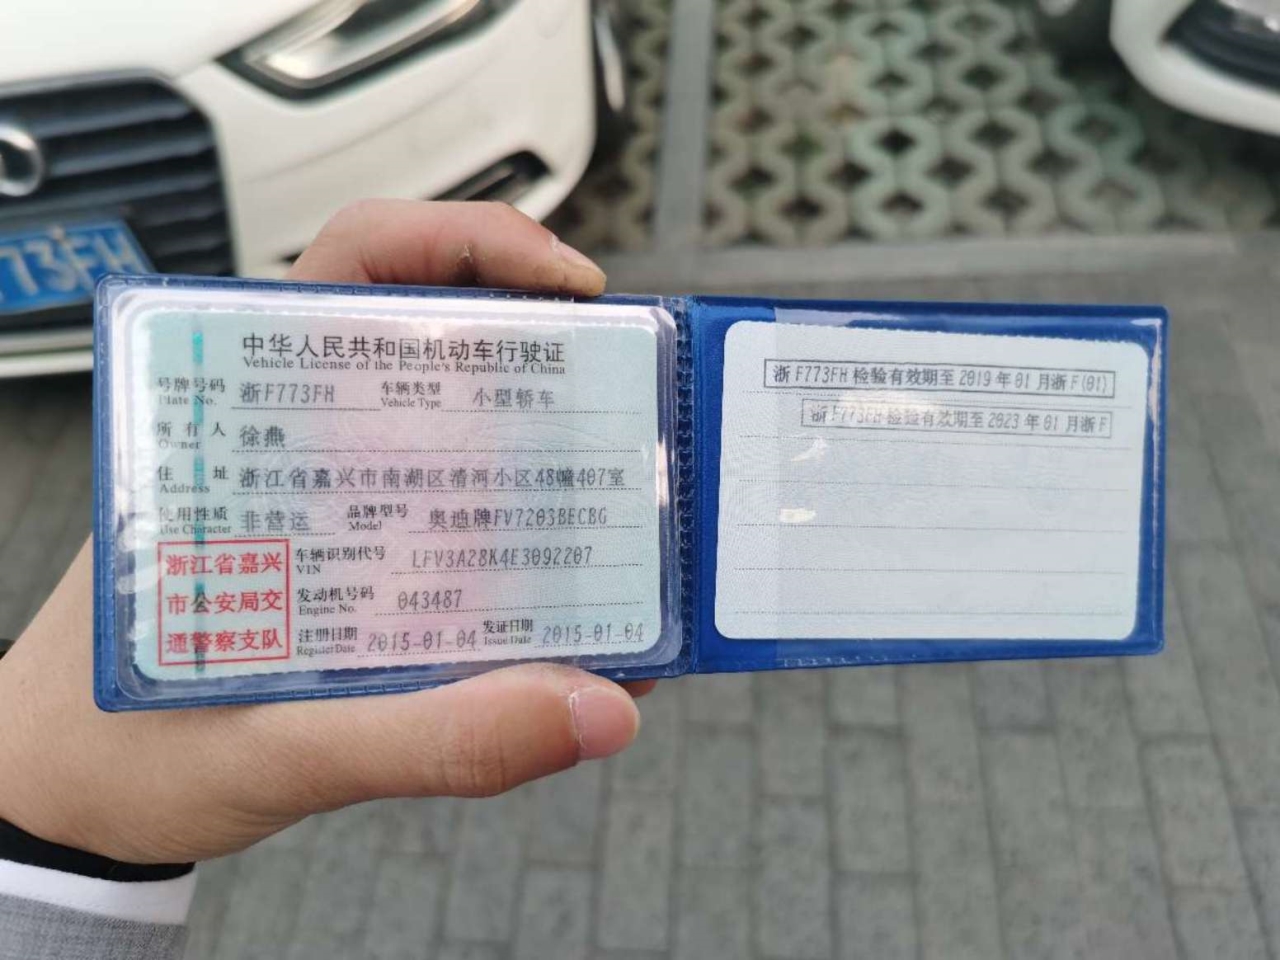 73FH
中华人民共和国机动车行驶证
Vehicle License of the People's Republic of China
号牌号码 浙F773FH 车辆类型 小型轿车
Plate No. Vehicle Type
所有人 徐燕
Owner
住址 浙江省嘉兴市南湖区清河小区48幢407室
Address
使用性质 非营运 品牌型号 奥迪牌FV7203BECBG
Use Character Model
浙江省嘉兴
市公安局交
通警察支队
车辆识别代号 LFV3A28K4E3092207
VIN
发动机号码 043487
Engine No.
注册日期 2015-01-04 发证日期 2015-01-04
Register Date Issue Date
浙F773FH检验有效期至2019年01月浙F(01)
浙F773FH检验有效期至2023年01月浙F